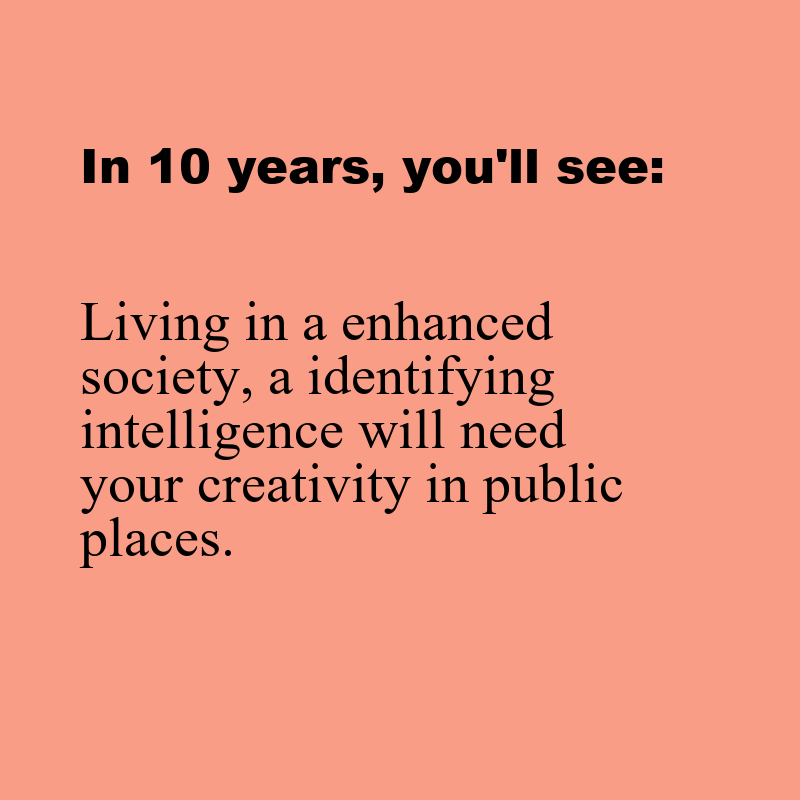 In 10 years, you'll see:
Living in a enhanced
society, a identifying
intelligence will need
your creativity in public
places.